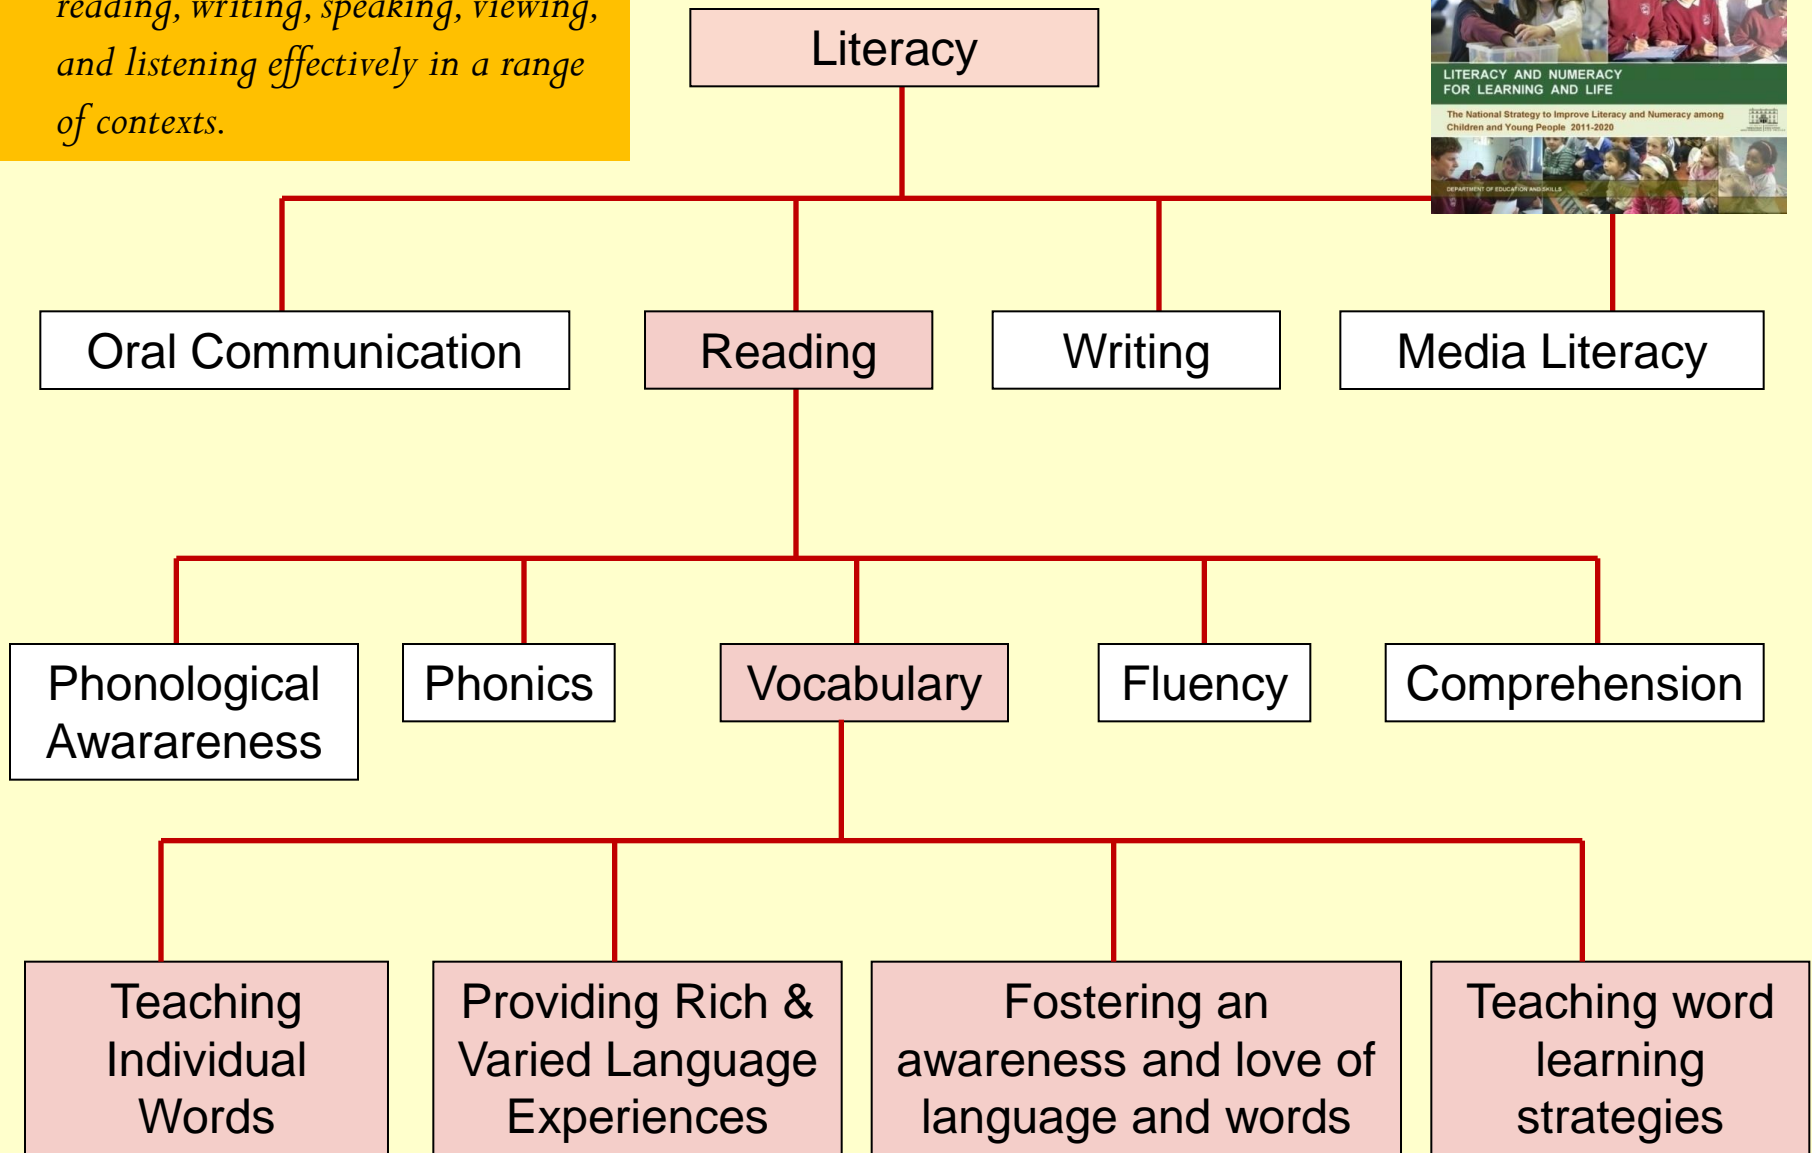 reading, writing, speaking, viewing,
and listening effectively in a range
of contexts.
Literacy
LITERACY AND NUMERACY
FOR LEARNING AND LIFE
The National Strategy to Improve Literacy and Numeracy among
Children and Young People 2011-2020
DEPARTMENT OF EDUCATION AND SKILLS
Oral Communication
Reading
Writing
Media Literacy
Phonological
Awarareness
Phonics
Vocabulary
Fluency
Comprehension
Teaching
Individual
Words
Providing Rich &
Varied Language
Experiences
Fostering an
awareness and love of
language and words
Teaching word
learning
strategies